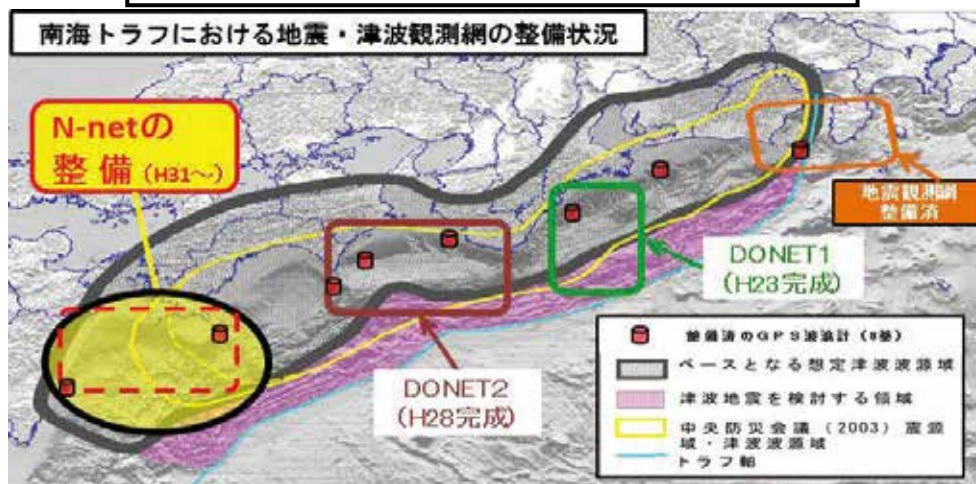 南海トラフにおける地震・津波観測網の整備状況
N-netの
整備(H31～)
地震観測網
整備済
DONET1
(H23完成)
DONET2
(H28完成)
整備済のGPS波浪計(8基)
ベースとなる想定津波波源域
津波地震を検討する領域
中央防災会議(2003)震源
域・津波波源域
トラフ軸